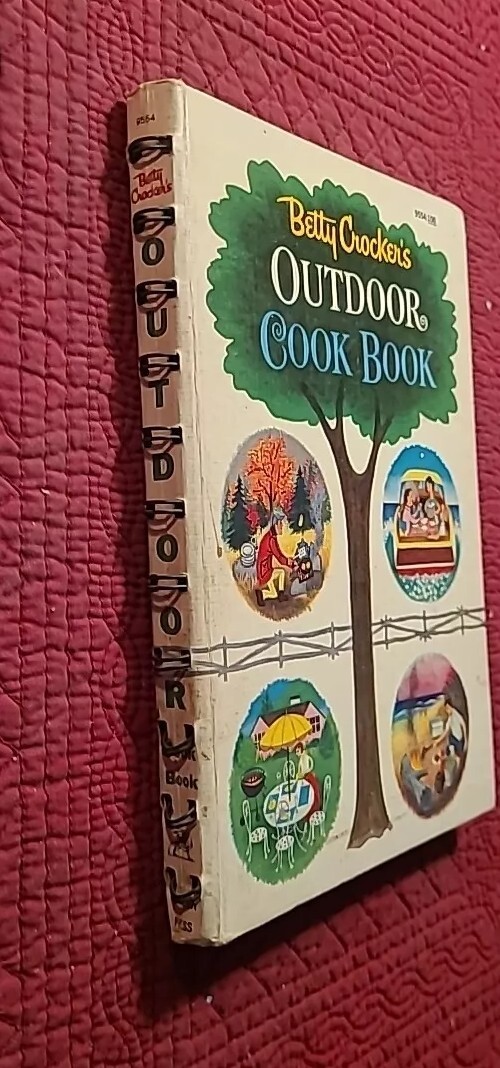 9554
Betty
Crocker's
O
U
T
D
O
O
R
Book
Betty Crocker's
OUTDOOR
COOK BOOK